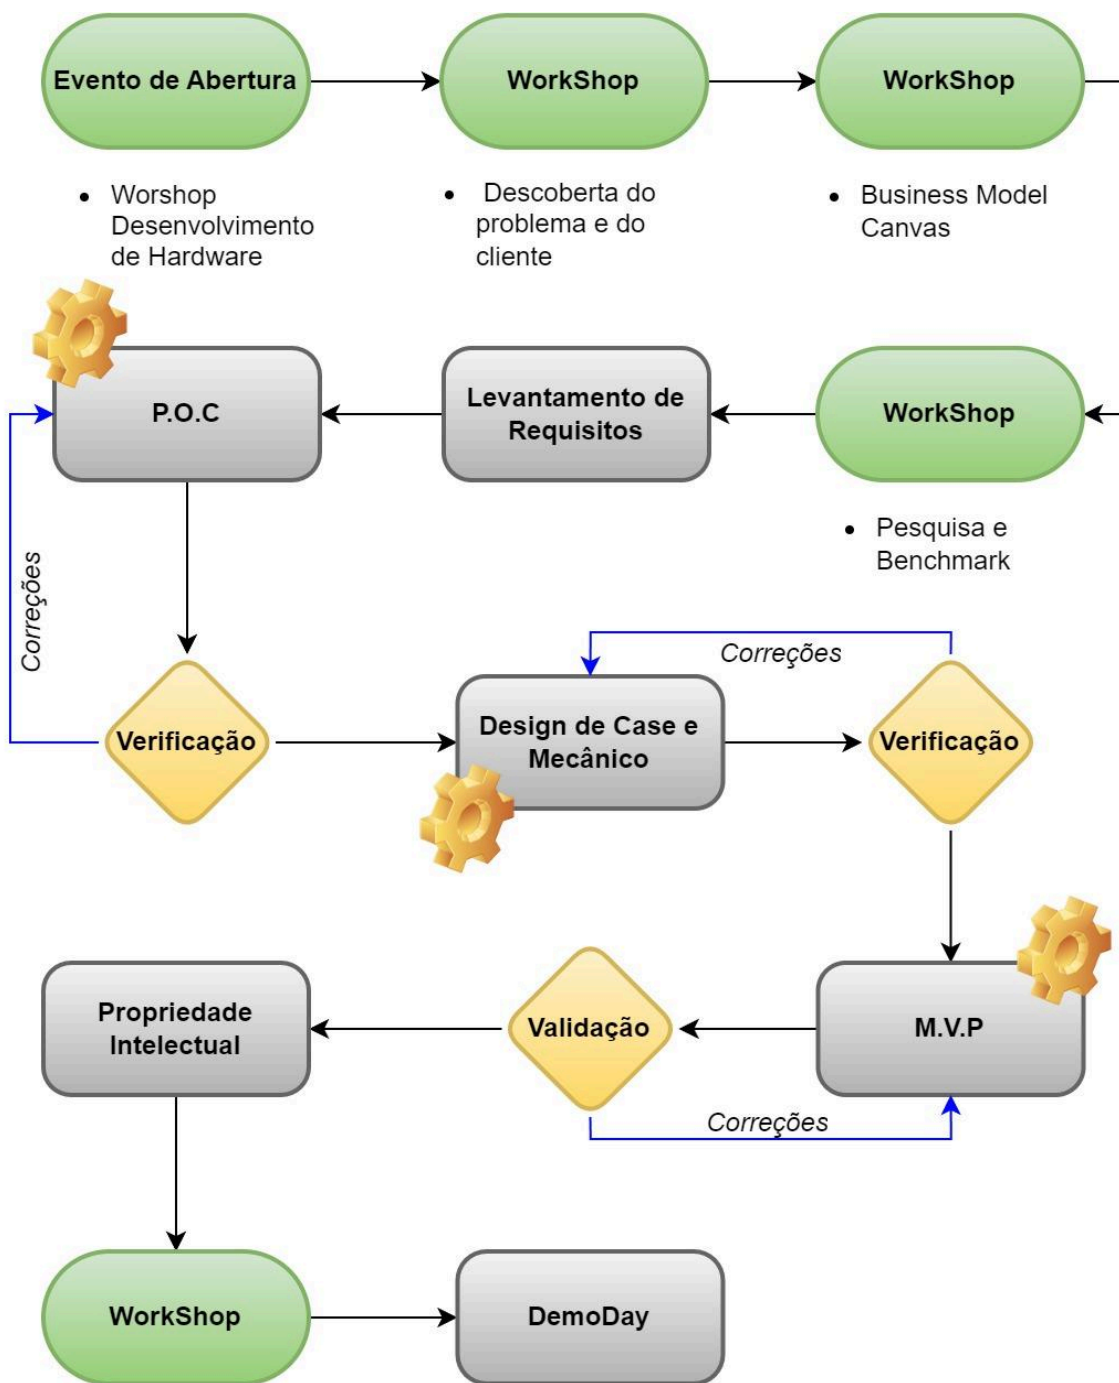 Evento de Abertura
WorkShop
WorkShop
• Worshop
Desenvolvimento
de Hardware
• Descoberta do
problema e do
cliente
• Business Model
Canvas
P.O.C
Levantamento de
Requisitos
WorkShop
• Pesquisa e
Benchmark
Correções
Verificação
Correções
Design de Case e
Mecânico
Verificação
Propriedade
Intelectual
Validação
M.V.P
Correções
WorkShop
DemoDay